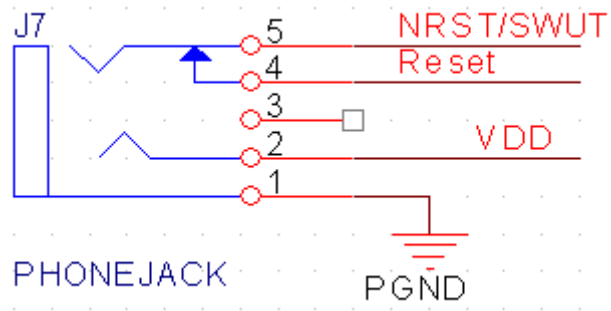 J7
5 NRST/SWUT
4 Reset
3
2 VDD
1
PHONEJACK
PGND